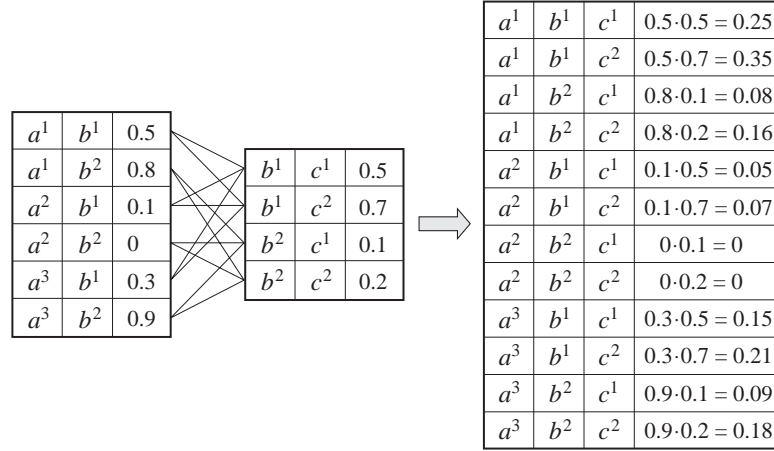 a¹ b¹ 0.5
a¹ b² 0.8
a² b¹ 0.1
a² b² 0
a³ b¹ 0.3
a³ b² 0.9
b¹ c¹ 0.5
b¹ c² 0.7
b² c¹ 0.1
b² c² 0.2
a¹ b¹ c¹ 0.5·0.5 = 0.25
a¹ b¹ c² 0.5·0.7 = 0.35
a¹ b² c¹ 0.8·0.1 = 0.08
a¹ b² c² 0.8·0.2 = 0.16
a² b¹ c¹ 0.1·0.5 = 0.05
a² b¹ c² 0.1·0.7 = 0.07
a² b² c¹ 0·0.1 = 0
a² b² c² 0·0.2 = 0
a³ b¹ c¹ 0.3·0.5 = 0.15
a³ b¹ c² 0.3·0.7 = 0.21
a³ b² c¹ 0.9·0.1 = 0.09
a³ b² c² 0.9·0.2 = 0.18